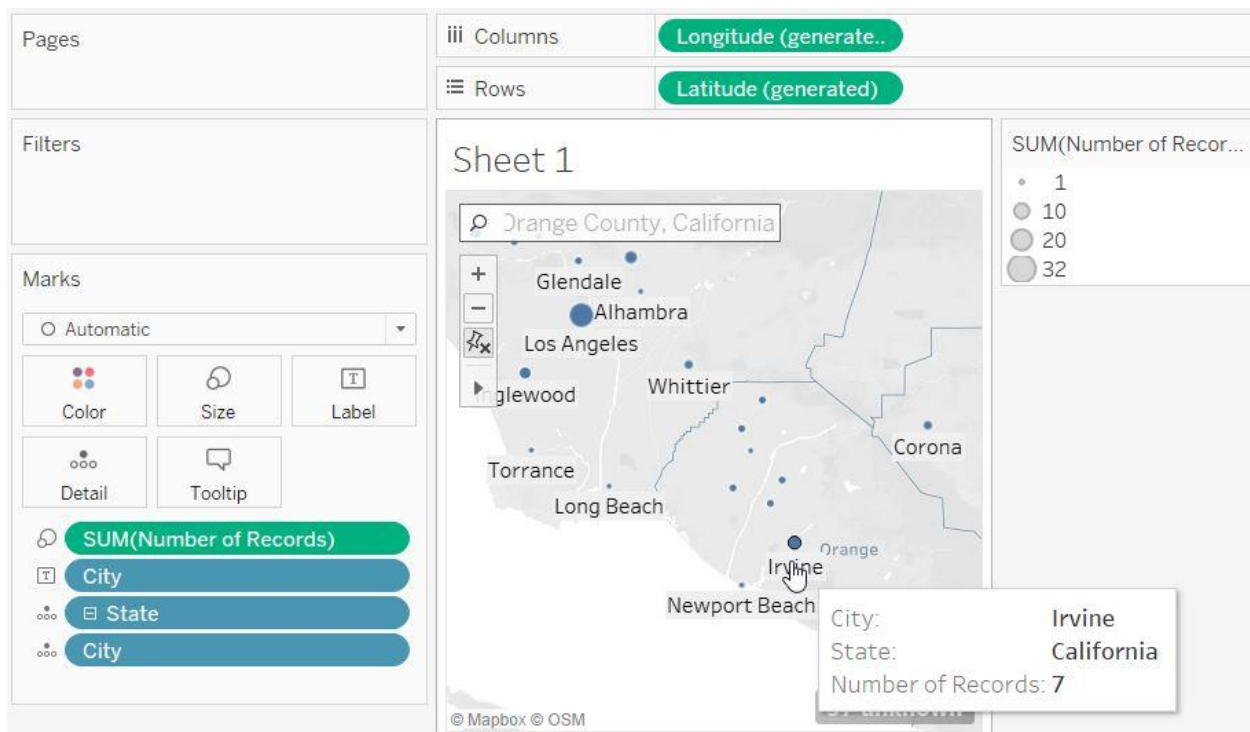 Pages
iii Columns
Longitude (generate..
Rows
Latitude (generated)
Filters
Sheet 1
SUM(Number of Recor...
1
10
20
32
Orange County, California
Marks
Automatic
Color
Size
Label
Detail
Tooltip
SUM(Number of Records)
City
State
City
Glendale
Alhambra
Los Angeles
nglewood
Whittier
Corona
Torrance
Long Beach
Orange
Irvine
Newport Beach
City: Irvine
State: California
Number of Records: 7
© Mapbox © OSM